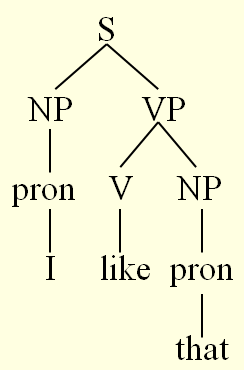 S
NP VP
pron V NP
I like pron
that